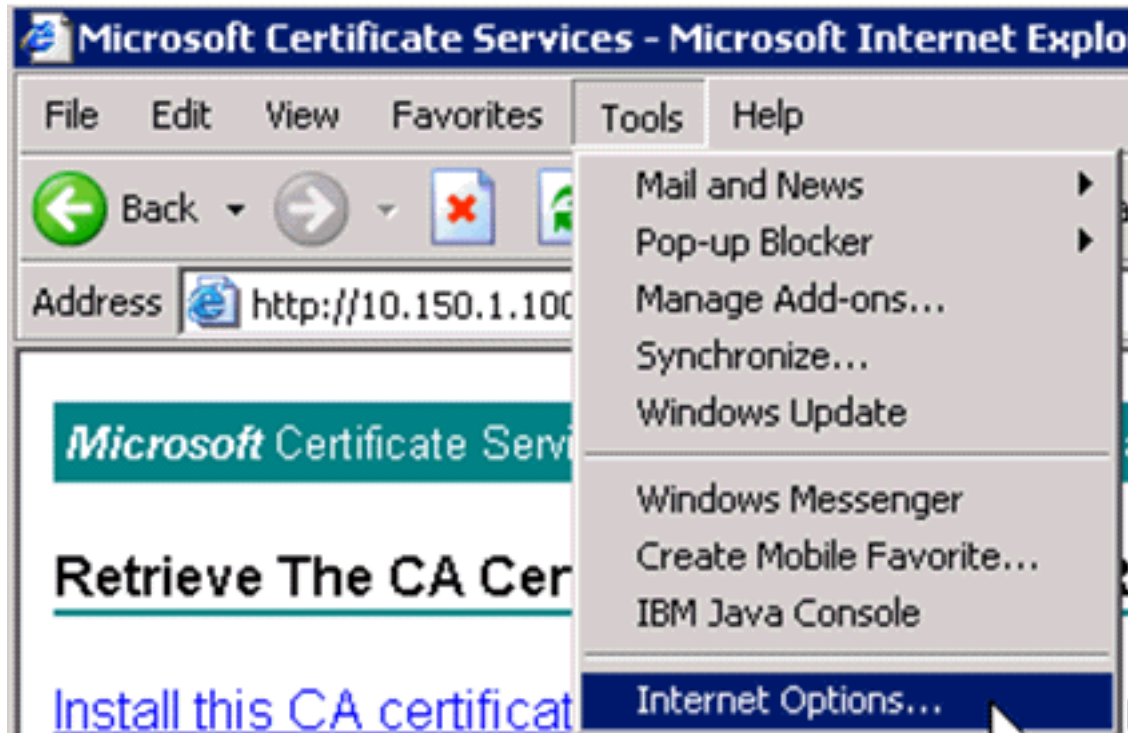 Microsoft Certificate Services - Microsoft Internet Explo
File Edit View Favorites Tools Help
Back
Address http://10.150.1.100
Mail and News
Pop-up Blocker
Manage Add-ons...
Synchronize...
Windows Update
Windows Messenger
Create Mobile Favorite...
IBM Java Console
Internet Options...
Microsoft Certificate Servi
Retrieve The CA Cer
Install this CA certificat